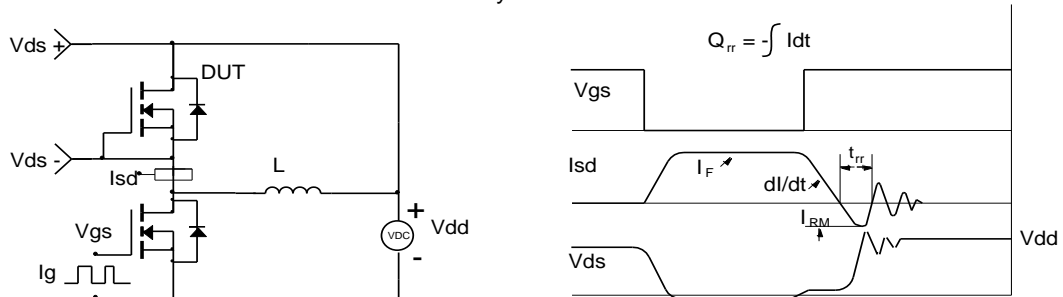 Vds +
DUT
Vds -
Isd
L
Vgs
Ig
+
VDC
-
Vdd
Qrr = -∫ Idt
Vgs
Isd
IF
dI/dt
trr
IRM
Vds
Vdd